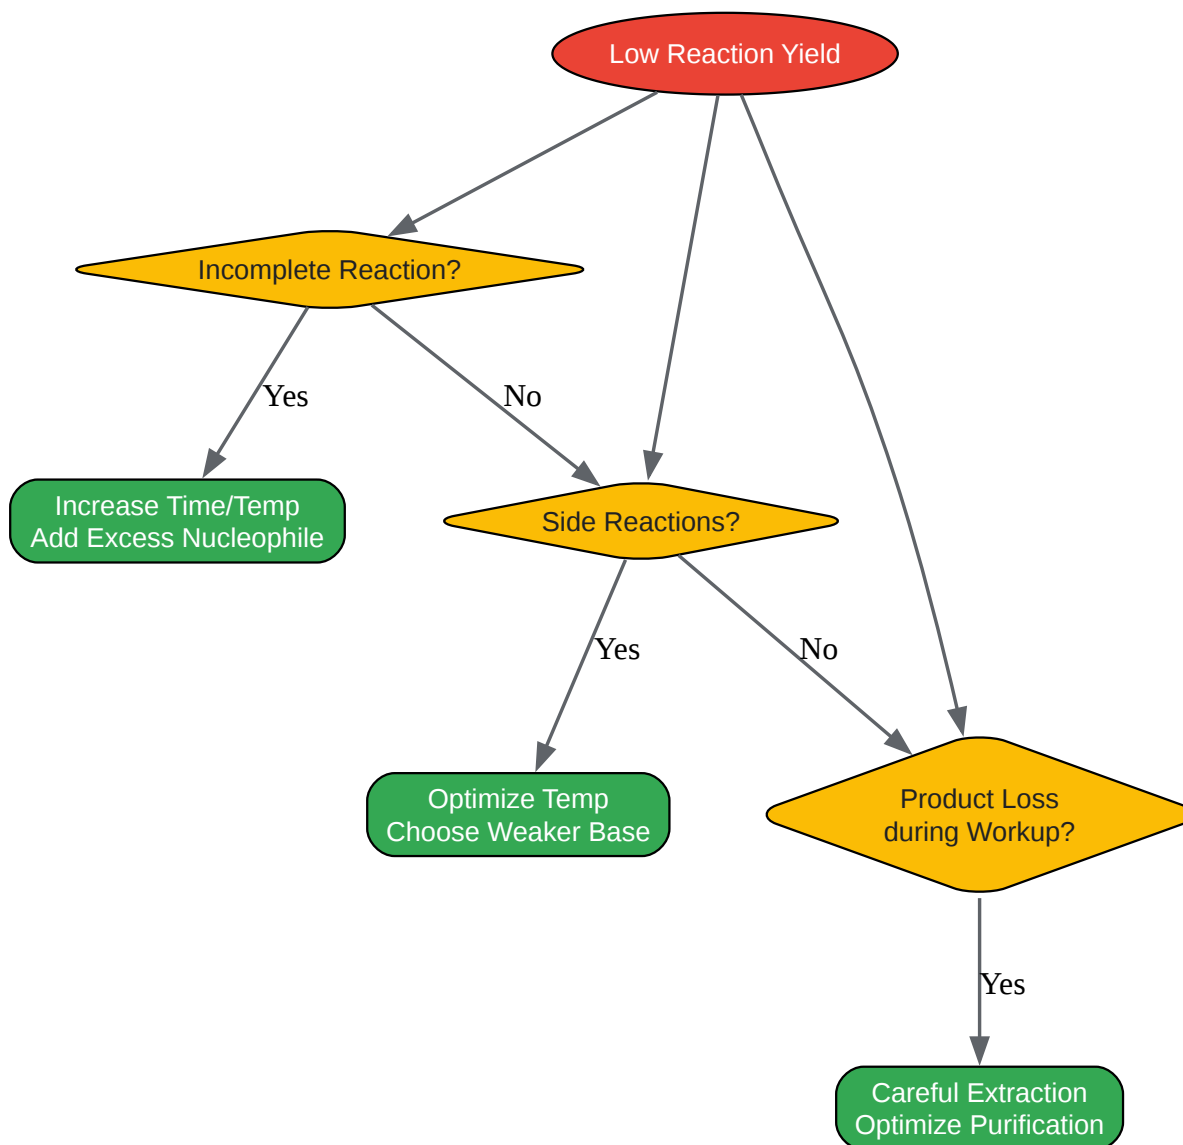 Low Reaction Yield
Incomplete Reaction?
Yes
No
Increase Time/Temp
Add Excess Nucleophile
Side Reactions?
Yes
No
Optimize Temp
Choose Weaker Base
Product Loss
during Workup?
Yes
Careful Extraction
Optimize Purification